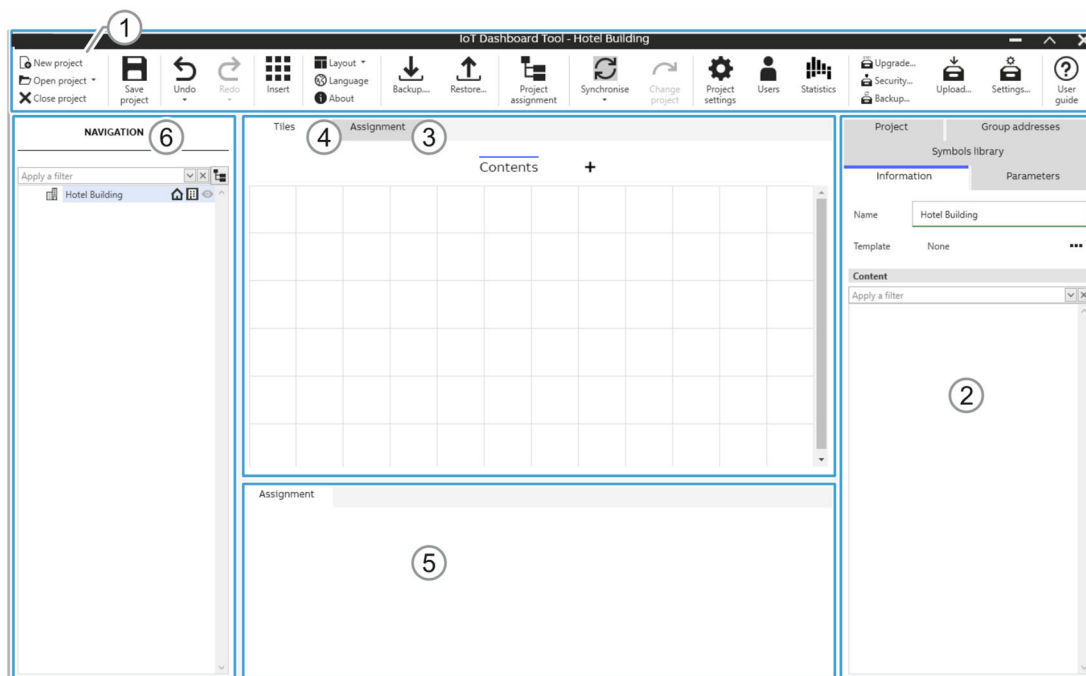 1
IoT Dashboard Tool - Hotel Building
New project
Open project
Close project
Save project
Undo
Redo
Insert
Layout
Language
About
Backup...
Restore...
Project assignment
Synchronise
Change project
Project settings
Users
Statistics
Upgrade...
Security...
Backup...
Upload...
Settings...
User guide
NAVIGATION
6
Apply a filter
Hotel Building
Tiles
4
Assignment
3
Contents
+
Assignment
5
Project
Group addresses
Symbols library
Information
Parameters
Name
Hotel Building
Template
None
Content
Apply a filter
2